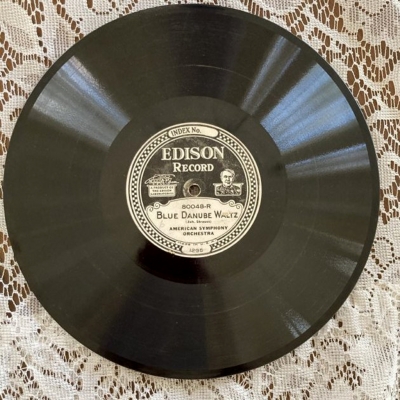 INDEX No.
EDISON
RECORD
80048-R
BLUE DANUBE WALTZ
(Joh. Strauss)
AMERICAN SYMPHONY
ORCHESTRA